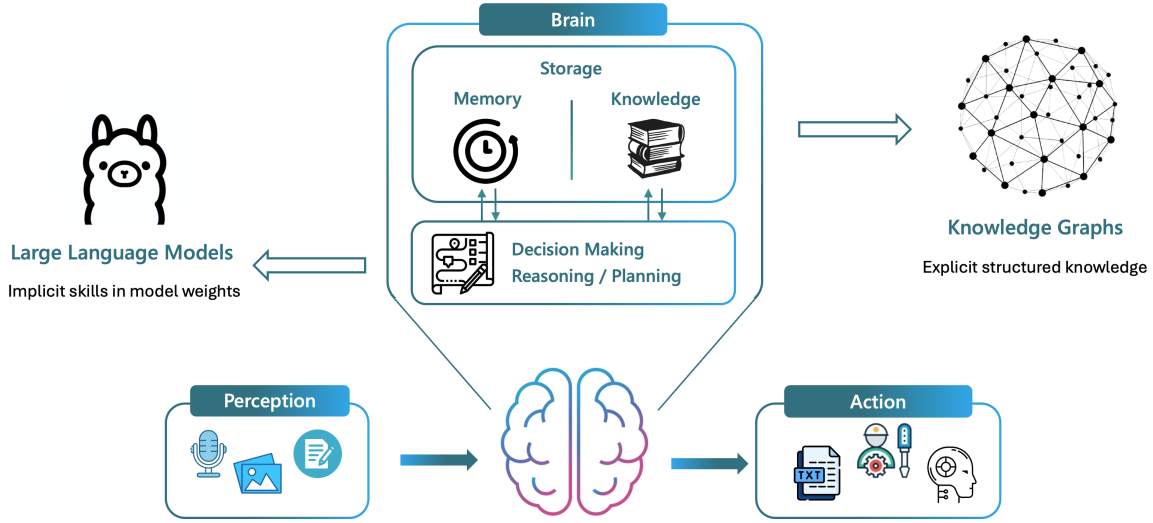 Brain
Storage
Memory
Knowledge
Decision Making
Reasoning / Planning
Large Language Models
Implicit skills in model weights
Knowledge Graphs
Explicit structured knowledge
Perception
Action
TXT